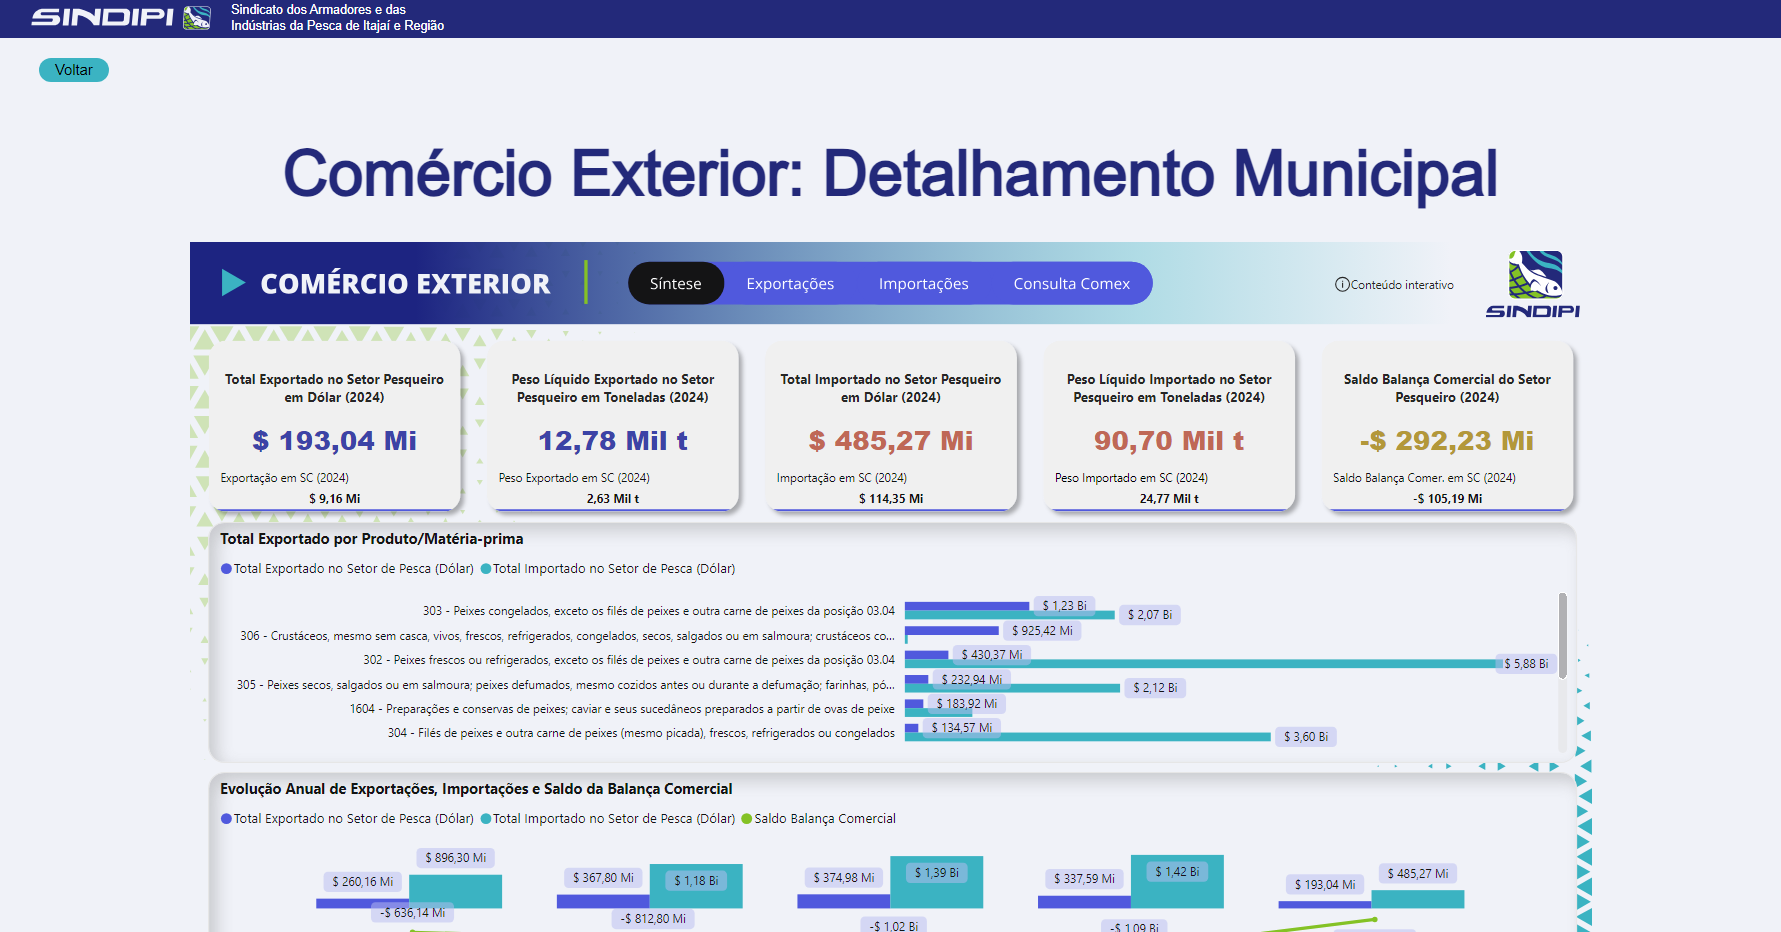 SINDIPI
Sindicato dos Armadores e das
Indústrias da Pesca de Itajaí e Região
Voltar
Comércio Exterior: Detalhamento Municipal
COMÉRCIO EXTERIOR
Síntese
Exportações
Importações
Consulta Comex
Conteúdo interativo
SINDIPI
Total Exportado no Setor Pesqueiro
em Dólar (2024)
$ 193,04 Mi
Exportação em SC (2024)
$ 9,16 Mi
Peso Líquido Exportado no Setor
Pesqueiro em Toneladas (2024)
12,78 Mil t
Peso Exportado em SC (2024)
2,63 Mil t
Total Importado no Setor Pesqueiro
em Dólar (2024)
$ 485,27 Mi
Importação em SC (2024)
$ 114,35 Mi
Peso Líquido Importado no Setor
Pesqueiro em Toneladas (2024)
90,70 Mil t
Peso Importado em SC (2024)
24,77 Mil t
Saldo Balança Comercial do Setor
Pesqueiro (2024)
-$ 292,23 Mi
Saldo Balança Comer. em SC (2024)
-$ 105,19 Mi
Total Exportado por Produto/Matéria-prima
Total Exportado no Setor de Pesca (Dólar) Total Importado no Setor de Pesca (Dólar)
303 - Peixes congelados, exceto os filés de peixes e outra carne de peixes da posição 03.04
$ 1,23 Bi
$ 2,07 Bi
306 - Crustáceos, mesmo sem casca, vivos, frescos, refrigerados, congelados, secos, salgados ou em salmoura; crustáceos co...
$ 925,42 Mi
302 - Peixes frescos ou refrigerados, exceto os filés de peixes e outra carne de peixes da posição 03.04
$ 430,37 Mi
$ 5,88 Bi
305 - Peixes secos, salgados ou em salmoura; peixes defumados, mesmo cozidos antes ou durante a defumação; farinhas, pó...
$ 232,94 Mi
$ 2,12 Bi
1604 - Preparações e conservas de peixes; caviar e seus sucedâneos preparados a partir de ovas de peixe
$ 183,92 Mi
304 - Filés de peixes e outra carne de peixes (mesmo picada), frescos, refrigerados ou congelados
$ 134,57 Mi
$ 3,60 Bi
Evolução Anual de Exportações, Importações e Saldo da Balança Comercial
Total Exportado no Setor de Pesca (Dólar) Total Importado no Setor de Pesca (Dólar) Saldo Balança Comercial
$ 260,16 Mi
$ 896,30 Mi
-$ 636,14 Mi
$ 367,80 Mi
$ 1,18 Bi
-$ 812,80 Mi
$ 374,98 Mi
$ 1,39 Bi
-$ 1,02 Bi
$ 337,59 Mi
$ 1,42 Bi
-$ 1,09 Bi
$ 193,04 Mi
$ 485,27 Mi